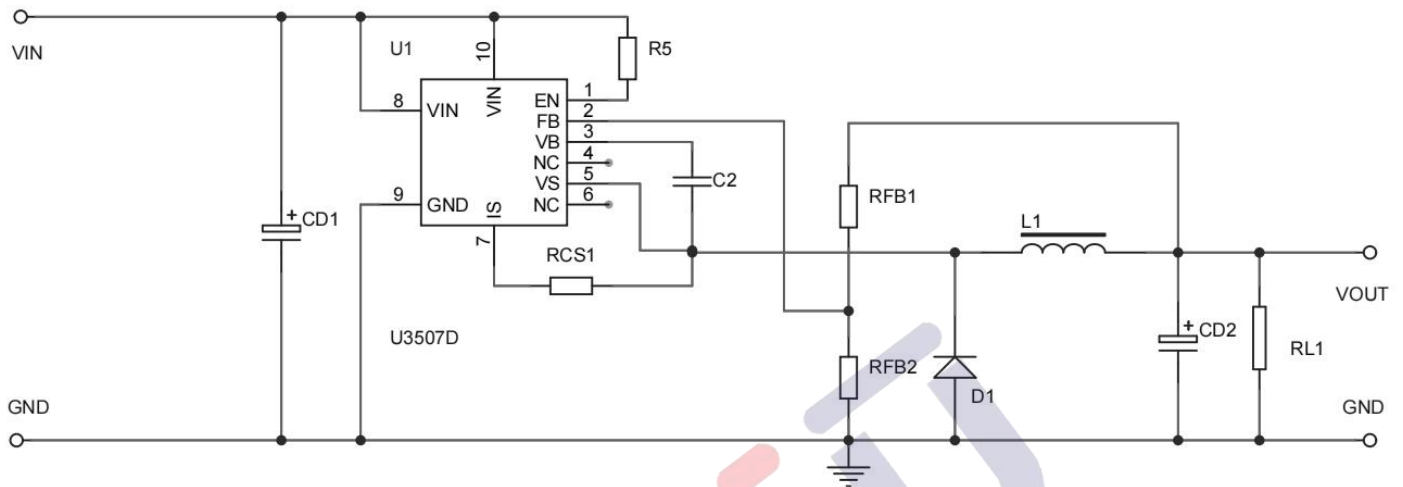 VIN
U1
10
R5
8
VIN
VIN
EN
1
FB
2
VB
3
NC
4
VS
5
NC
6
9
GND
IS
7
+
CD1
C2
RCS1
RFB1
L1
VOUT
U3507D
RFB2
D1
+
CD2
RL1
GND
GND